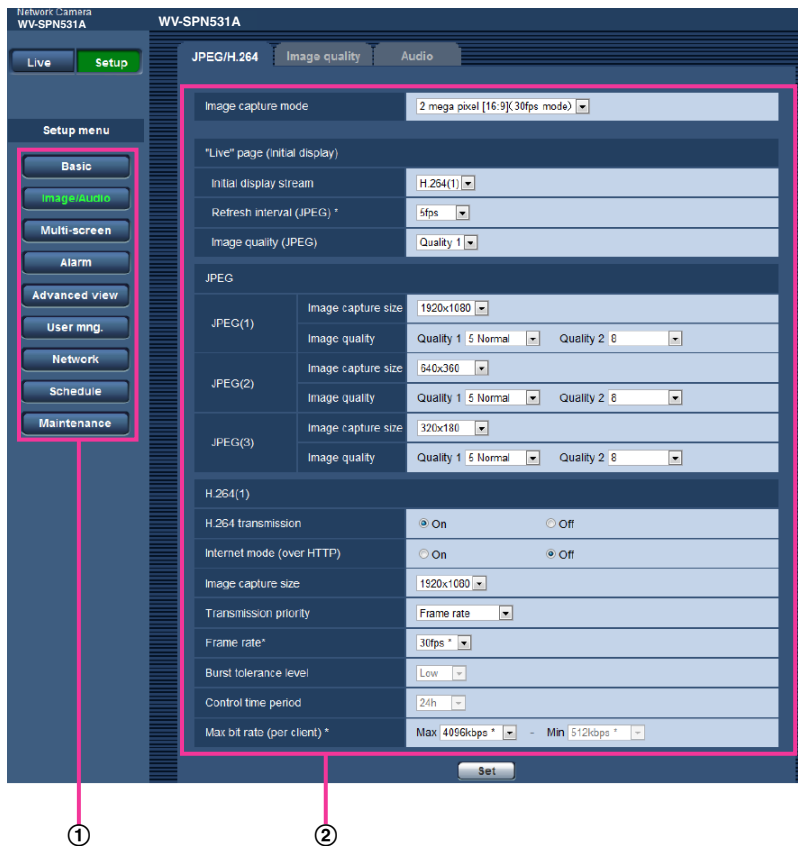 Network Camera
WV-SPN531A
WV-SPN531A
Live Setup
JPEG/H.264 Image quality Audio
Setup menu
Basic
Image/Audio
Multi-screen
Alarm
Advanced view
User mng.
Network
Schedule
Maintenance
Image capture mode 2 mega pixel [16:9](30fps mode)
"Live" page (Initial display)
Initial display stream H.264(1)
Refresh interval (JPEG) * 5fps
Image quality (JPEG) Quality 1
JPEG
JPEG(1) Image capture size 1920x1080
Image quality Quality 1 5 Normal Quality 2 8
JPEG(2) Image capture size 640x360
Image quality Quality 1 5 Normal Quality 2 8
JPEG(3) Image capture size 320x180
Image quality Quality 1 5 Normal Quality 2 8
H.264(1)
H.264 transmission On Off
Internet mode (over HTTP) On Off
Image capture size 1920x1080
Transmission priority Frame rate
Frame rate* 30fps *
Burst tolerance level Low
Control time period 24h
Max bit rate (per client) * Max 4096kbps * - Min 512kbps *
Set
① ②